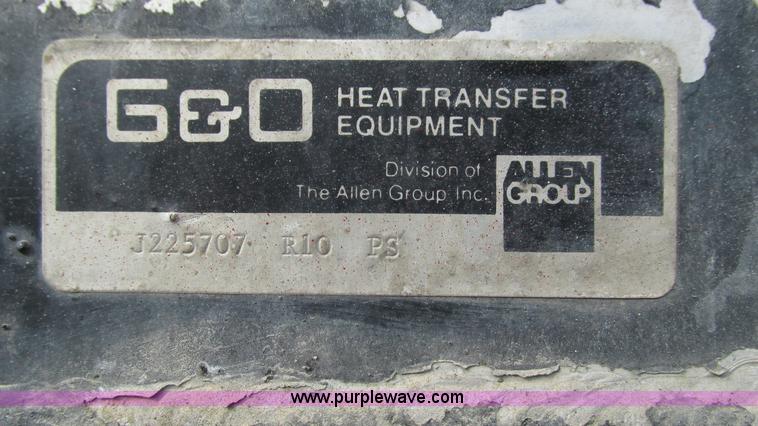 G&O HEAT TRANSFER
EQUIPMENT
Division of
The Allen Group Inc.
ALLEN
GROUP
J225707 R10 PS
www.purplewave.com